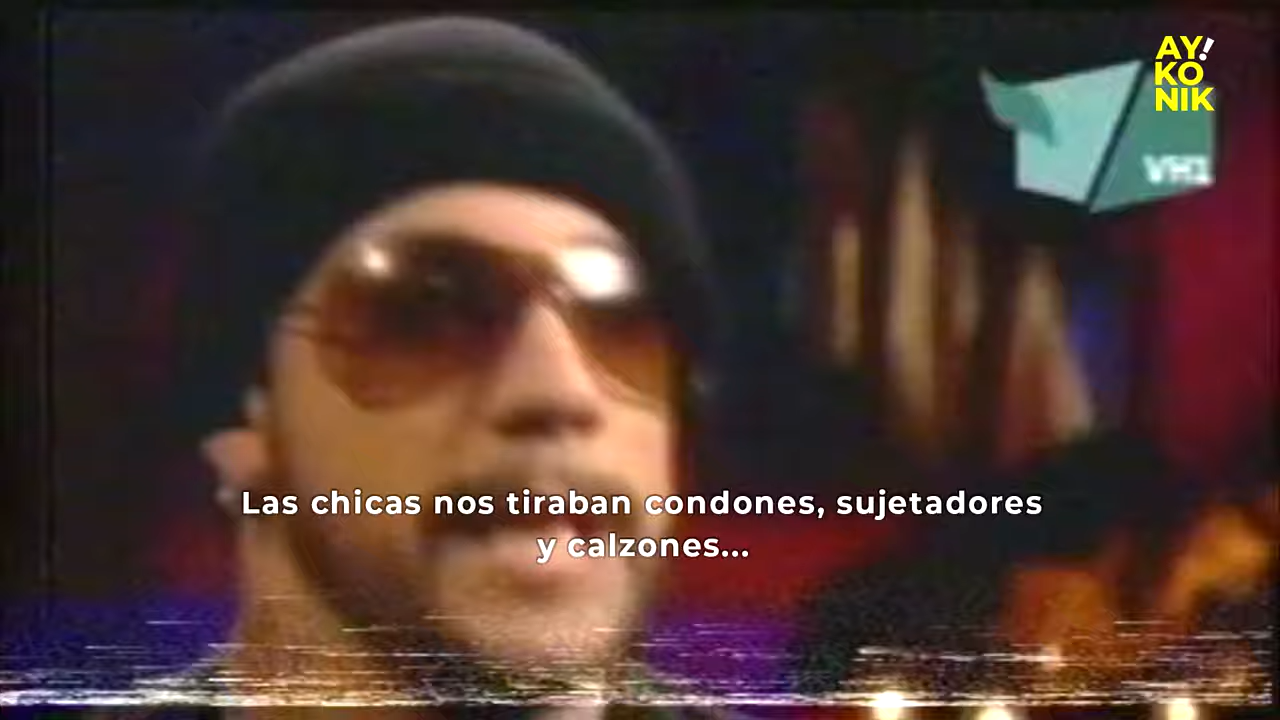 AY!
KO
NIK
VH1
Las chicas nos tiraban condones, sujetadores
y calzones...